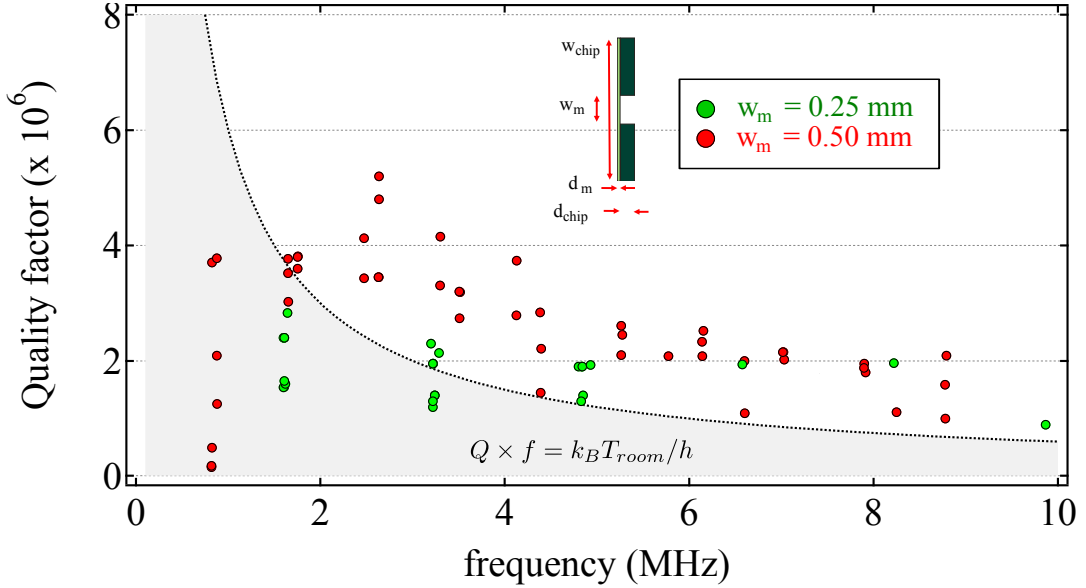 8
6
4
2
0
Quality factor (x 10⁶)
w_chip
w_m
d_m
d_chip
w_m = 0.25 mm
w_m = 0.50 mm
Q × f = k_B T_room/h
0 2 4 6 8 10
frequency (MHz)